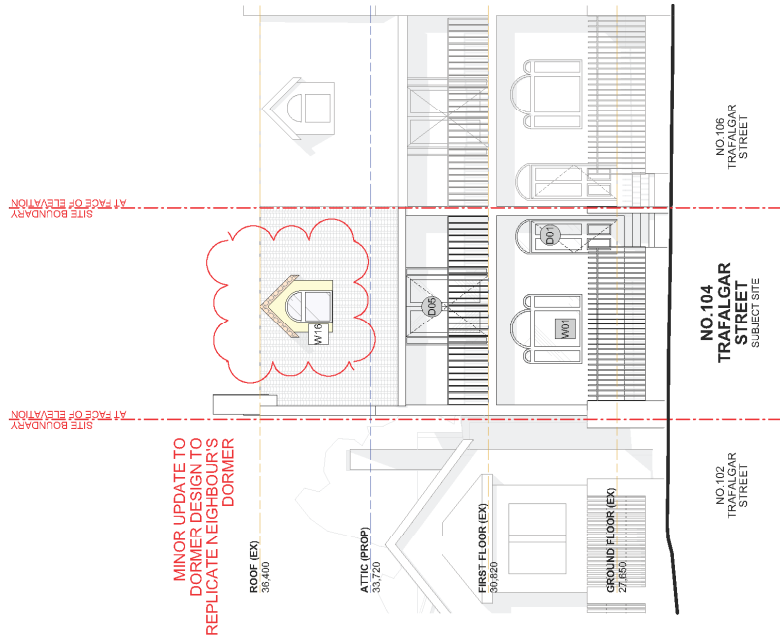 MINOR UPDATE TO
DORMER DESIGN TO
REPLICATE NEIGHBOUR'S
DORMER
ROOF (EX)
36,400
ATTIC (PROP)
33,720
FIRST FLOOR (EX)
30,820
GROUND FLOOR (EX)
27,650
NO.102
TRAFALGAR
STREET
SITE BOUNDARY
AT FACE OF ELEVATION
W16
D05
W01
D01
NO.104
TRAFALGAR
STREET
SUBJECT SITE
SITE BOUNDARY
AT FACE OF ELEVATION
NO.106
TRAFALGAR
STREET